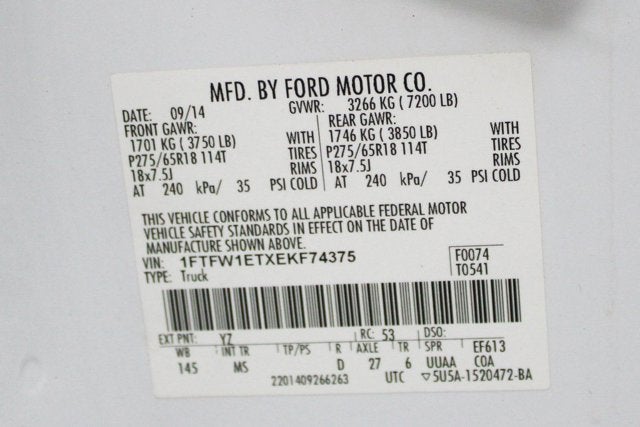 MFD. BY FORD MOTOR CO.
DATE: 09/14 GVWR: 3266 KG ( 7200 LB)
FRONT GAWR: REAR GAWR:
1701 KG ( 3750 LB) WITH 1746 KG ( 3850 LB) WITH
P275/65R18 114T TIRES P275/65R18 114T TIRES
18x7.5J RIMS 18x7.5J RIMS
AT 240 kPa/ 35 PSI COLD AT 240 kPa/ 35 PSI COLD
THIS VEHICLE CONFORMS TO ALL APPLICABLE FEDERAL MOTOR
VEHICLE SAFETY STANDARDS IN EFFECT ON THE DATE OF
MANUFACTURE SHOWN ABOVE.
VIN: 1FTFW1ETXEKF74375 F0074
TYPE: Truck T0541
EXT PNT: YZ RC: 53 DSO:
WB INT TR TP/PS R AXLE TR SPR EF613
145 MS D 27 6 UUAA COA
2201409266263 UTC ▽5U5A-1520472-BA